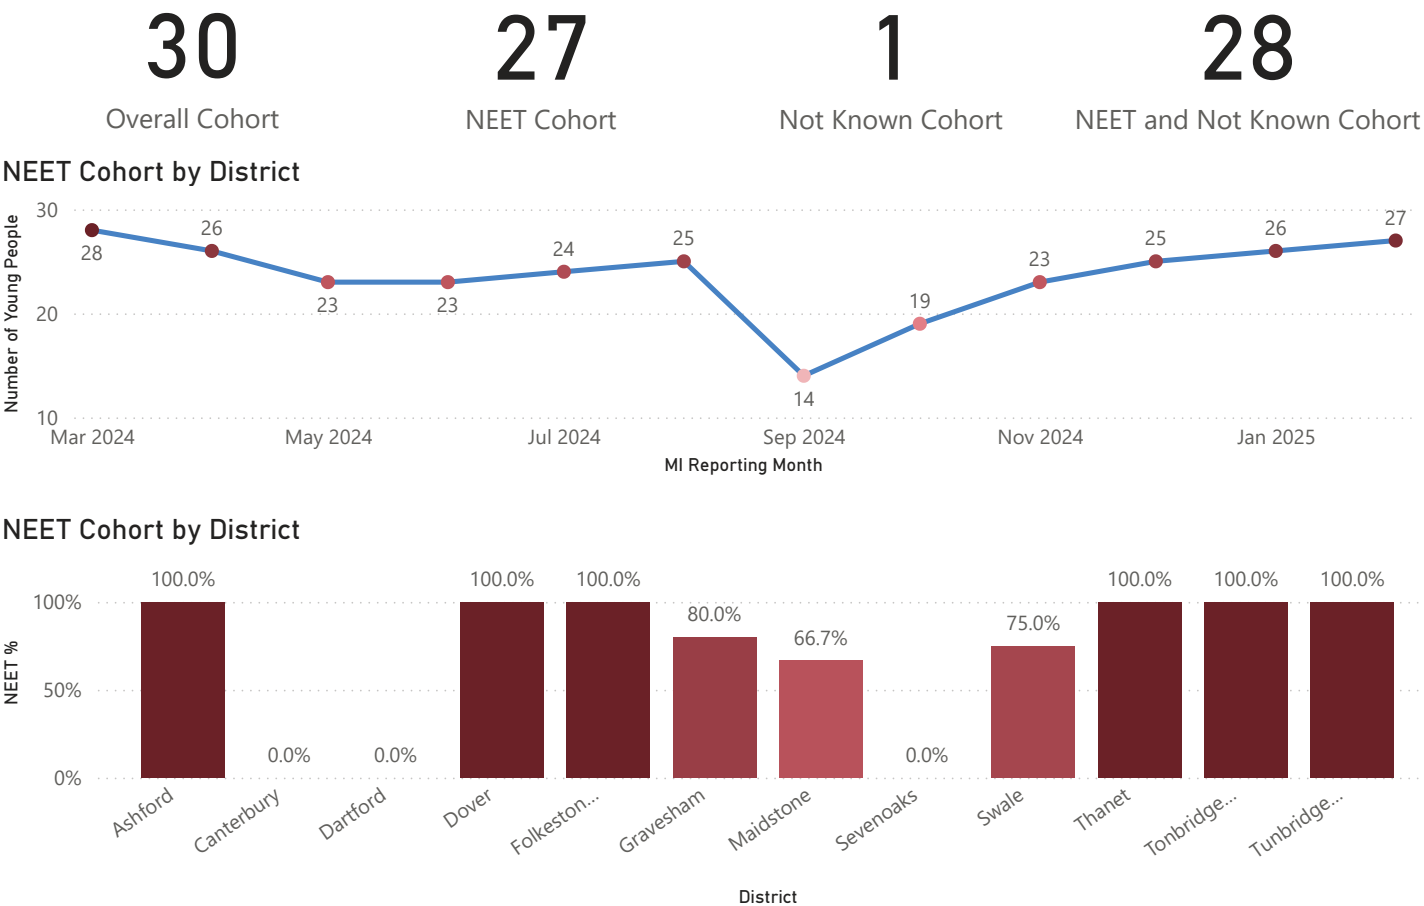 30 27 1 28
Overall Cohort NEET Cohort Not Known Cohort NEET and Not Known Cohort
NEET Cohort by District
Number of Young People
30
20
10
28 26 23 23 24 25 14 19 23 25 26 27
Mar 2024 May 2024 Jul 2024 Sep 2024 Nov 2024 Jan 2025
MI Reporting Month
NEET Cohort by District
NEET %
100%
50%
0%
100.0% 0.0% 0.0% 100.0% 100.0% 80.0% 66.7% 0.0% 75.0% 100.0% 100.0% 100.0%
Ashford Canterbury Dartford Dover Folkeston... Gravesham Maidstone Sevenoaks Swale Thanet Tonbridge... Tunbridge...
District